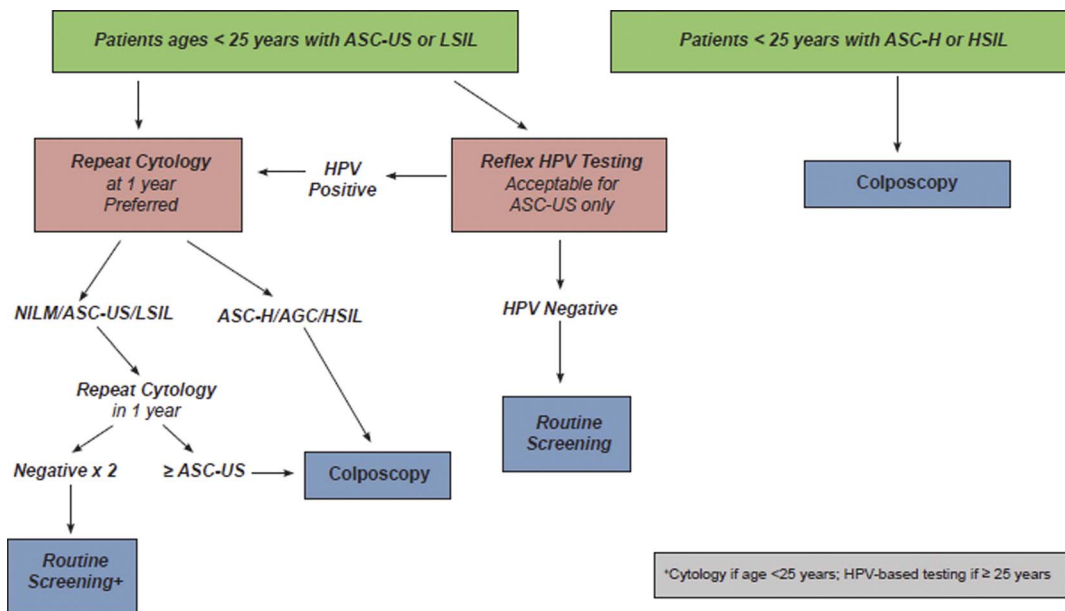 Patients ages < 25 years with ASC-US or LSIL
Patients < 25 years with ASC-H or HSIL
Repeat Cytology
at 1 year
Preferred
HPV
Positive
Reflex HPV Testing
Acceptable for
ASC-US only
Colposcopy
NILM/ASC-US/LSIL
ASC-H/AGC/HSIL
HPV Negative
Repeat Cytology
in 1 year
Routine
Screening
Negative x 2
≥ ASC-US
Colposcopy
Routine
Screening+
+Cytology if age <25 years; HPV-based testing if ≥ 25 years